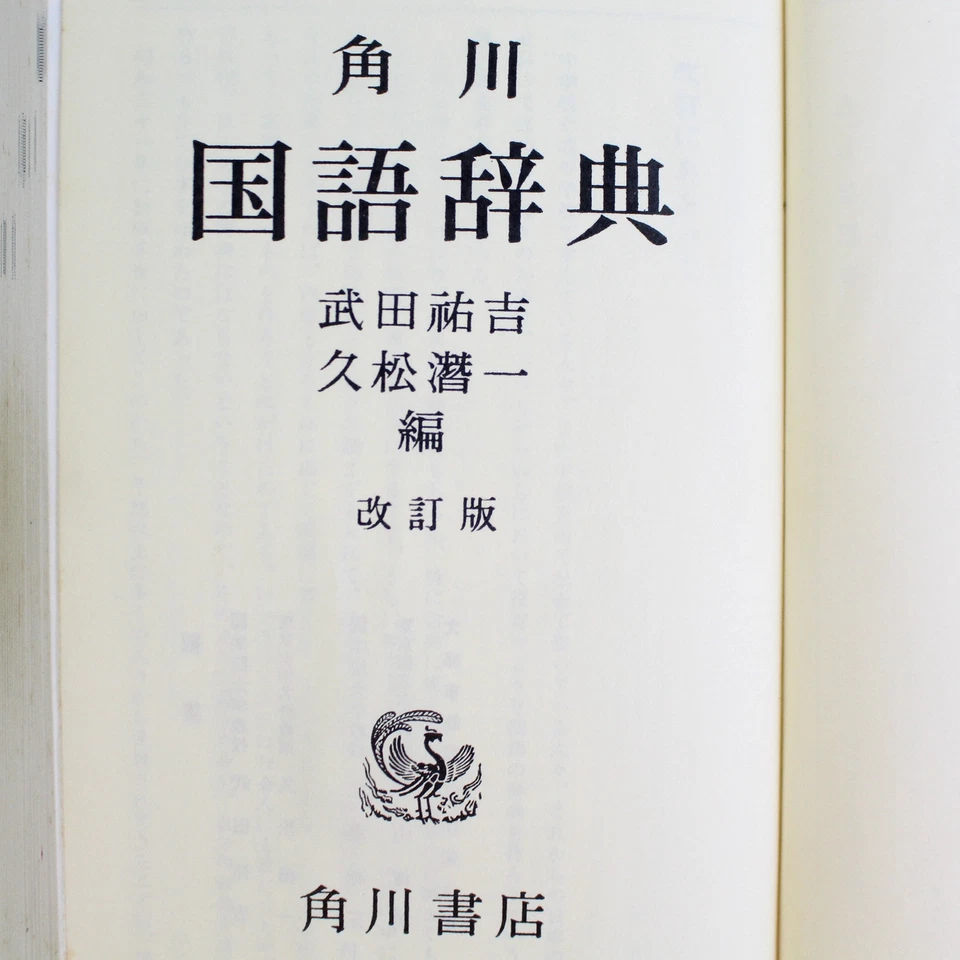 角川
国語辞典
武田祐吉
久松潛一
編
改訂版
角川書店